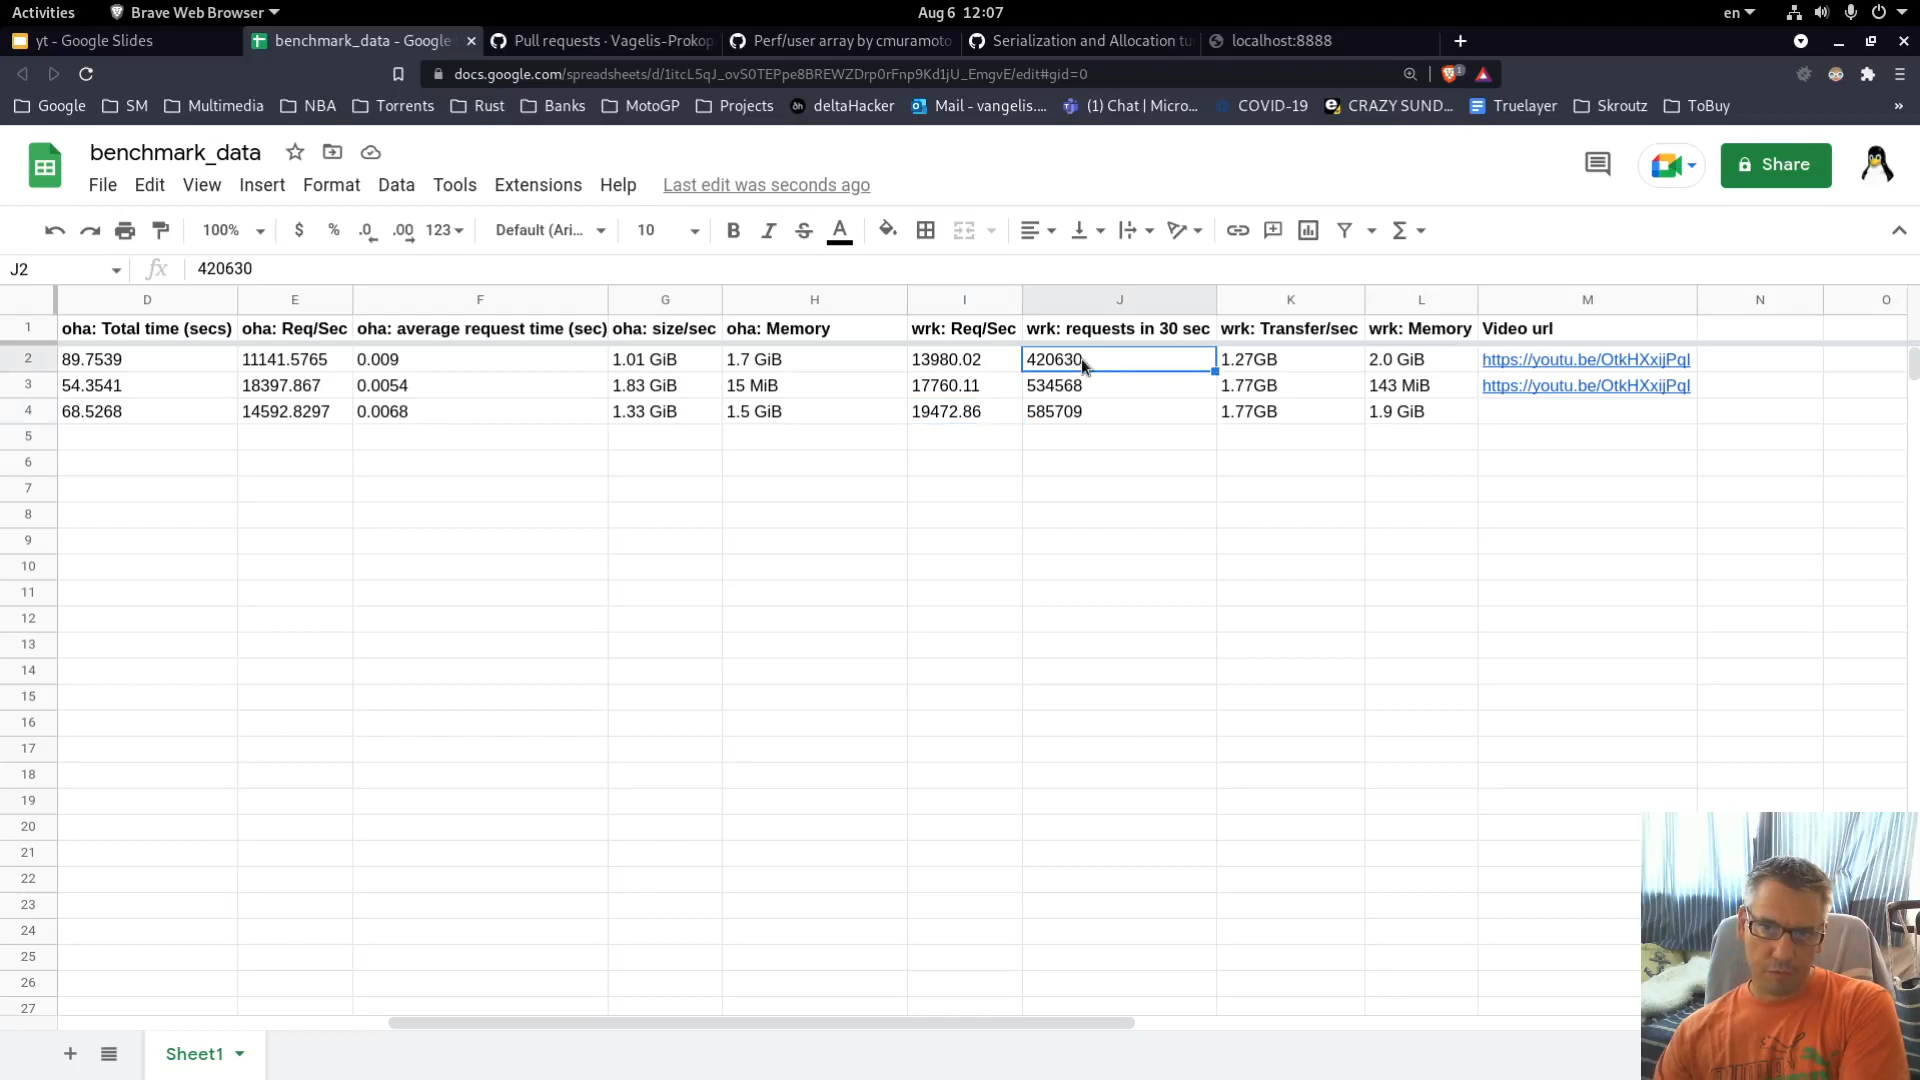 Activities Brave Web Browser Aug 6 12:07 en
yt - Google Slides benchmark_data - Google Pull requests · Vagelis-Prokop Perf/user array by cmuramoto Serialization and Allocation tu localhost:8888
docs.google.com/spreadsheets/d/1itcL5qJ_ovS0TEPpe8BREWZDrp0rFnp9Kd1jU_EmgvE/edit#gid=0 1
Google SM Multimedia NBA Torrents Rust Banks MotoGP Projects deltaHacker Mail - vangelis.... (1) Chat | Micro... COVID-19 CRAZY SUND... Truelayer Skroutz ToBuy »
benchmark_data
Share
File Edit View Insert Format Data Tools Extensions Help Last edit was seconds ago
100% $ % .0 .00 123 Default (Ari... 10 B I S A Σ
J2 fx 420630
D E F G H I J K L M N O
1 oha: Total time (secs) oha: Req/Sec oha: average request time (sec) oha: size/sec oha: Memory wrk: Req/Sec wrk: requests in 30 sec wrk: Transfer/sec wrk: Memory Video url
2 89.7539 11141.5765 0.009 1.01 GiB 1.7 GiB 13980.02 420630 1.27GB 2.0 GiB https://youtu.be/OtkHXxijPqI
3 54.3541 18397.867 0.0054 1.83 GiB 15 MiB 17760.11 534568 1.77GB 143 MiB https://youtu.be/OtkHXxijPqI
4 68.5268 14592.8297 0.0068 1.33 GiB 1.5 GiB 19472.86 585709 1.77GB 1.9 GiB
5
6
7
8
9
10
11
12
13
14
15
16
17
18
19
20
21
22
23
24
25
26
27
Sheet1